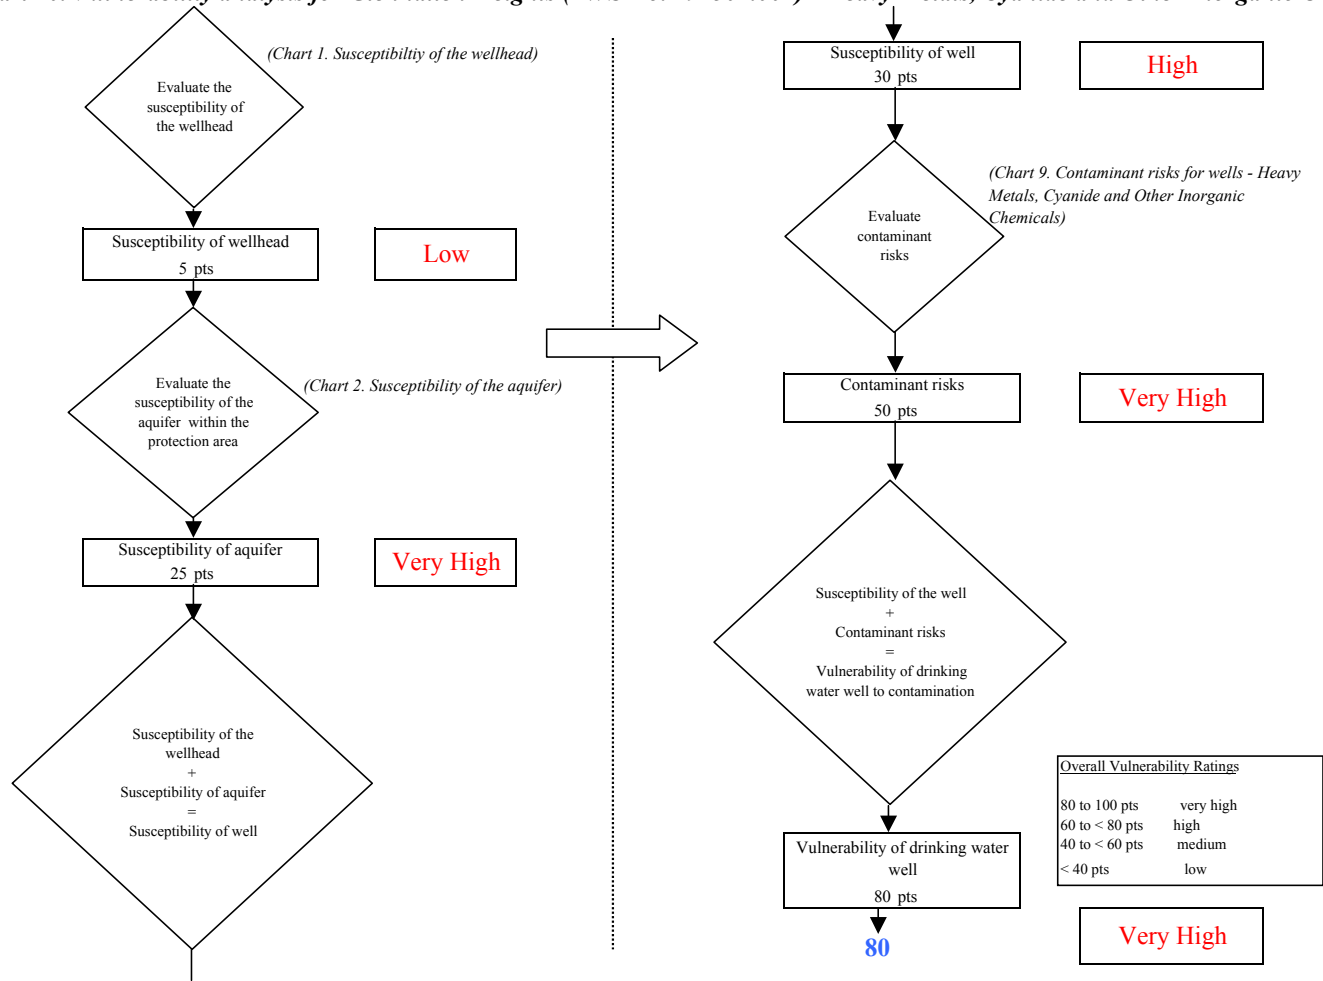 (Chart 1. Susceptibiltiy of the wellhead)
Evaluate the
susceptibility of
the wellhead
Susceptibility of wellhead
5 pts
Low
Evaluate the
susceptibility of the
aquifer within the
protection area
(Chart 2. Susceptibility of the aquifer)
Susceptibility of aquifer
25 pts
Very High
Susceptibility of the
wellhead
+
Susceptibility of aquifer
=
Susceptibility of well
Susceptibility of well
30 pts
High
(Chart 9. Contaminant risks for wells - Heavy
Metals, Cyanide and Other Inorganic
Chemicals)
Evaluate
contaminant
risks
Contaminant risks
50 pts
Very High
Susceptibility of the well
+
Contaminant risks
=
Vulnerability of drinking
water well to contamination
Overall Vulnerability Ratings
80 to 100 pts very high
60 to < 80 pts high
40 to < 60 pts medium
< 40 pts low
Vulnerability of drinking water
well
80 pts
80
Very High